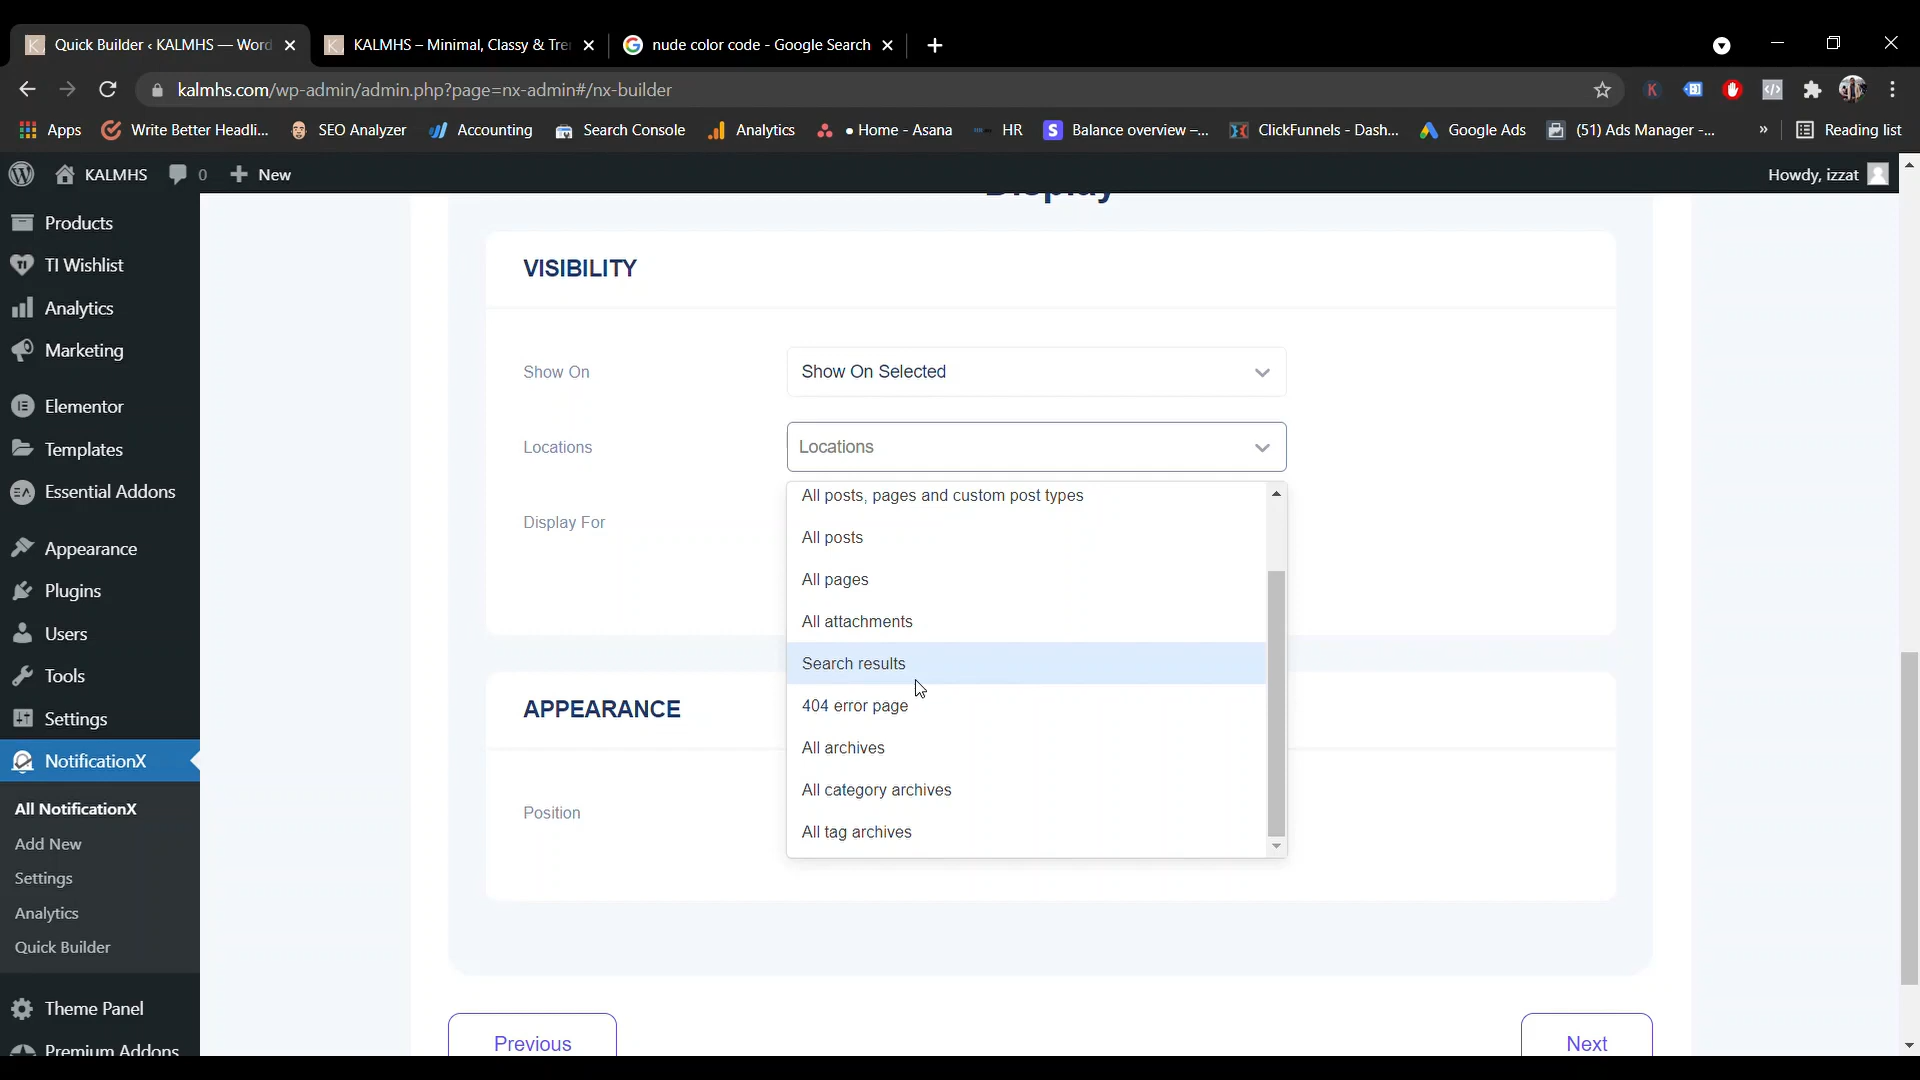 Quick Builder ‹ KALMHS — Word
KALMHS – Minimal, Classy & Tre
nude color code - Google Search
kalmhs.com/wp-admin/admin.php?page=nx-admin#/nx-builder
Apps
Write Better Headli...
SEO Analyzer
Accounting
Search Console
Analytics
● Home - Asana
HR
Balance overview –...
ClickFunnels - Dash...
Google Ads
(51) Ads Manager -...
»
Reading list
KALMHS
0
New
Howdy, izzat
Products
TI Wishlist
Analytics
Marketing
Elementor
Templates
Essential Addons
Appearance
Plugins
Users
Tools
Settings
NotificationX
All NotificationX
Add New
Settings
Analytics
Quick Builder
Theme Panel
Premium Addons
Display
VISIBILITY
Show On
Show On Selected
Locations
Locations
Display For
All posts, pages and custom post types
All posts
All pages
All attachments
Search results
404 error page
All archives
All category archives
All tag archives
APPEARANCE
Position
Previous
Next